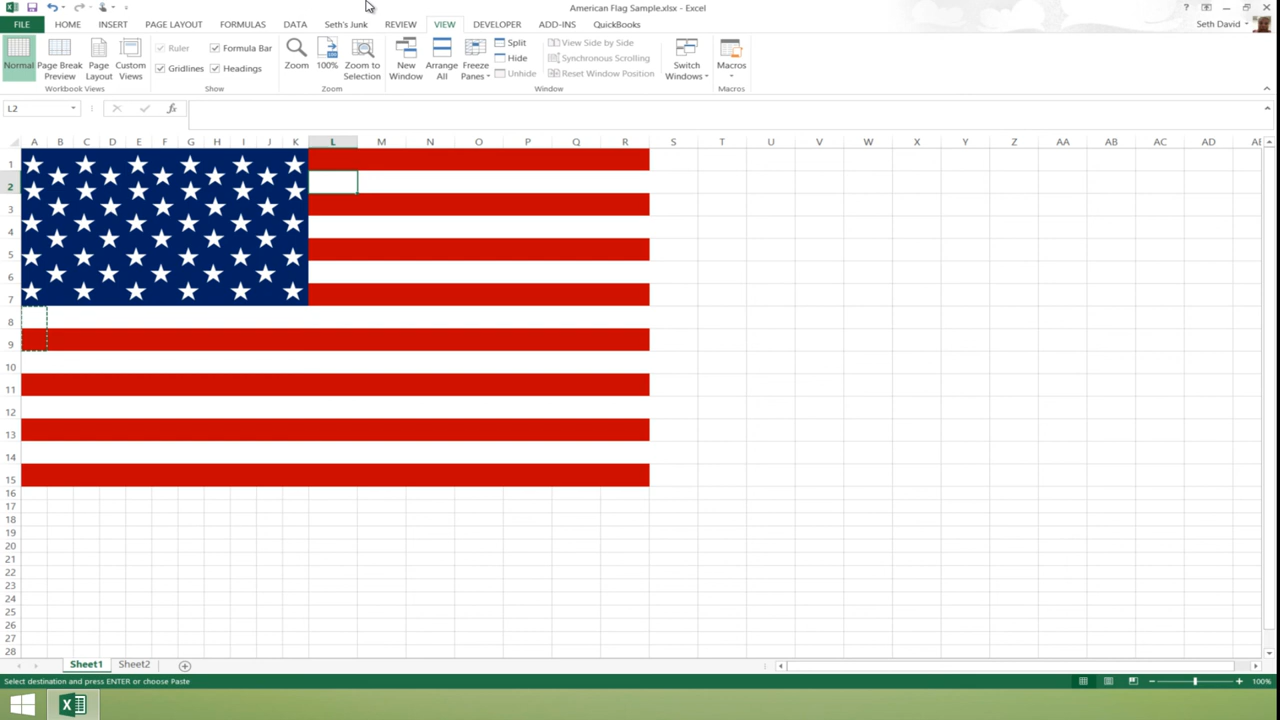 American Flag Sample.xlsx - Excel
FILE HOME INSERT PAGE LAYOUT FORMULAS DATA Seth's Junk REVIEW VIEW DEVELOPER ADD-INS QuickBooks Seth David
Normal Page Break Preview Page Layout Custom Views
Ruler Formula Bar
Gridlines Headings
Zoom 100% Zoom to Selection
New Window Arrange All Freeze Panes
Split
Hide
Unhide
View Side by Side
Synchronous Scrolling
Reset Window Position
Switch Windows Macros
Workbook Views Show Zoom Window Macros
L2 fx
A B C D E F G H I J K L M N O P Q R S T U V W X Y Z AA AB AC AD AE
1
2
3
4
5
6
7
8
9
10
11
12
13
14
15
16
17
18
19
20
21
22
23
24
25
26
27
28
Sheet1 Sheet2
Select destination and press ENTER or choose Paste 100%